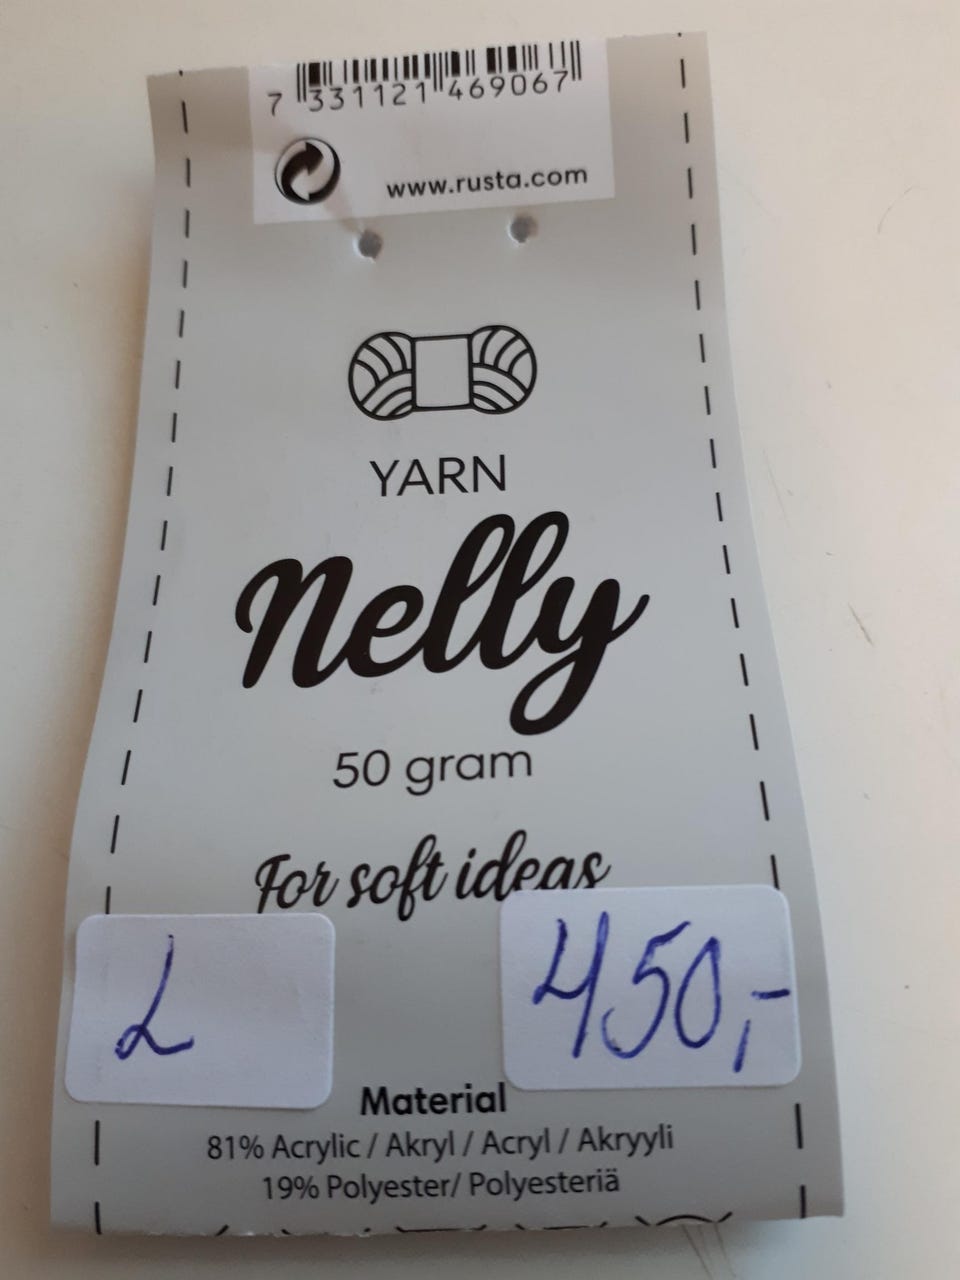 7 331121 469067
www.rusta.com
YARN
Nelly
50 gram
For soft ideas
L
450,-
Material
81% Acrylic / Akryl / Acryl / Akryyli
19% Polyester/ Polyesteriä